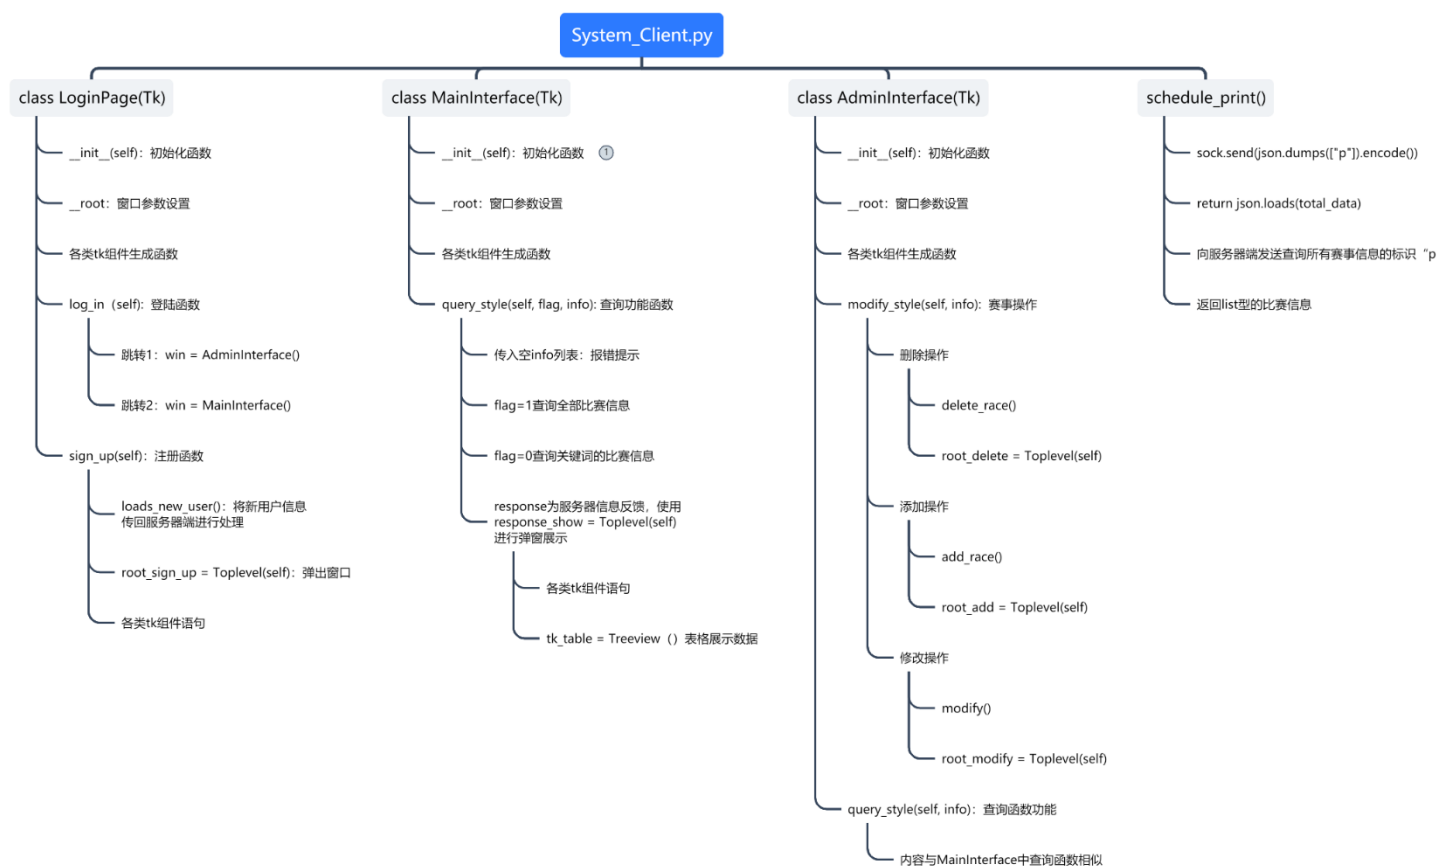 System_Client.py
class LoginPage(Tk)
__init__(self)：初始化函数
__root：窗口参数设置
各类tk组件生成函数
log_in（self）：登陆函数
跳转1：win = AdminInterface()
跳转2：win = MainInterface()
sign_up(self)：注册函数
loads_new_user()：将新用户信息
传回服务器端进行处理
root_sign_up = Toplevel(self)：弹出窗口
各类tk组件语句
class MainInterface(Tk)
__init__(self)：初始化函数 1
__root：窗口参数设置
各类tk组件生成函数
query_style(self, flag, info): 查询功能函数
传入空info列表：报错提示
flag=1查询全部比赛信息
flag=0查询关键词的比赛信息
response为服务器信息反馈，使用
response_show = Toplevel(self)
进行弹窗展示
各类tk组件语句
tk_table = Treeview（）表格展示数据
class AdminInterface(Tk)
__init__(self)：初始化函数
__root：窗口参数设置
各类tk组件生成函数
modify_style(self, info)：赛事操作
删除操作
delete_race()
root_delete = Toplevel(self)
添加操作
add_race()
root_add = Toplevel(self)
修改操作
modify()
root_modify = Toplevel(self)
query_style(self, info)：查询函数功能
内容与MainInterface中查询函数相似
schedule_print()
sock.send(json.dumps(["p"]).encode())
return json.loads(total_data)
向服务器端发送查询所有赛事信息的标识“p
返回list型的比赛信息